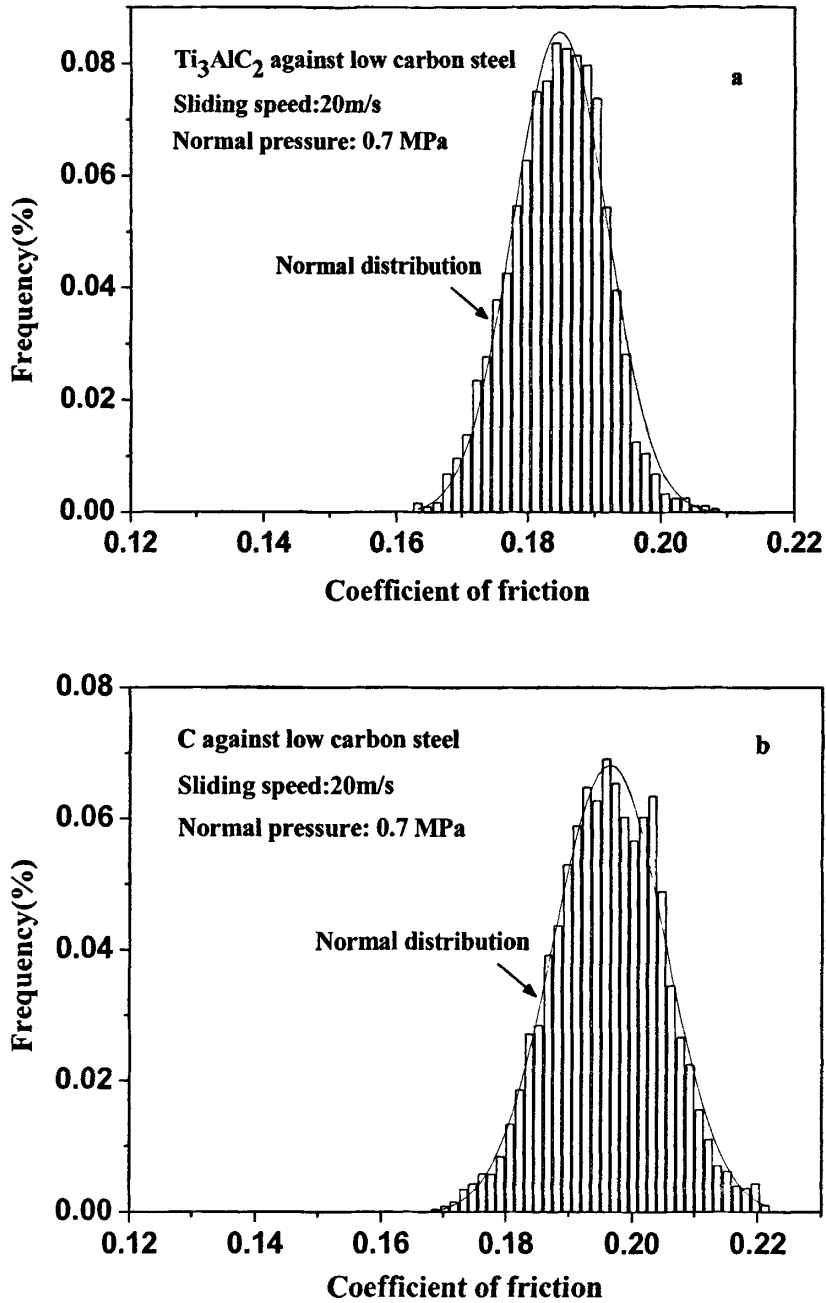 Ti3AlC2 against low carbon steel
a
Sliding speed:20m/s
Normal pressure: 0.7 MPa
Normal distribution
Frequency(%)
0.08
0.06
0.04
0.02
0.00
0.12 0.14 0.16 0.18 0.20 0.22
Coefficient of friction
C against low carbon steel
b
Sliding speed:20m/s
Normal pressure: 0.7 MPa
Normal distribution
Frequency(%)
0.08
0.06
0.04
0.02
0.00
0.12 0.14 0.16 0.18 0.20 0.22
Coefficient of friction